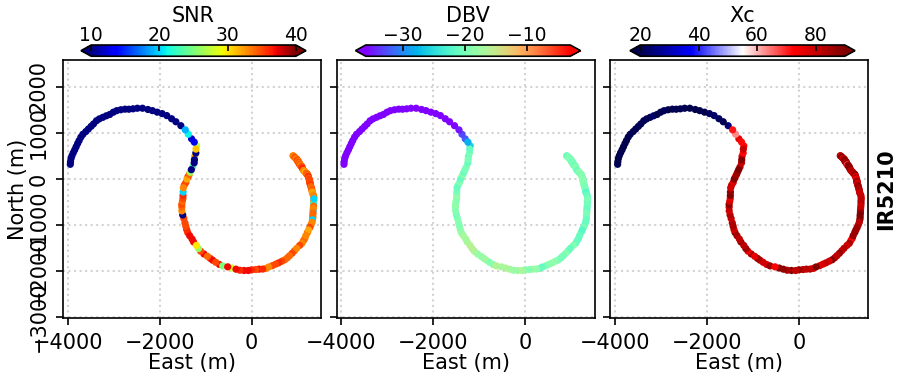 SNR DBV Xc
10 20 30 40 −30 −20 −10 20 40 60 80
North (m)
2000
1000
0
−1000
−2000
−3000
−4000 −2000 0 −4000 −2000 0 −4000 −2000 0
East (m) East (m) East (m)
IR5210